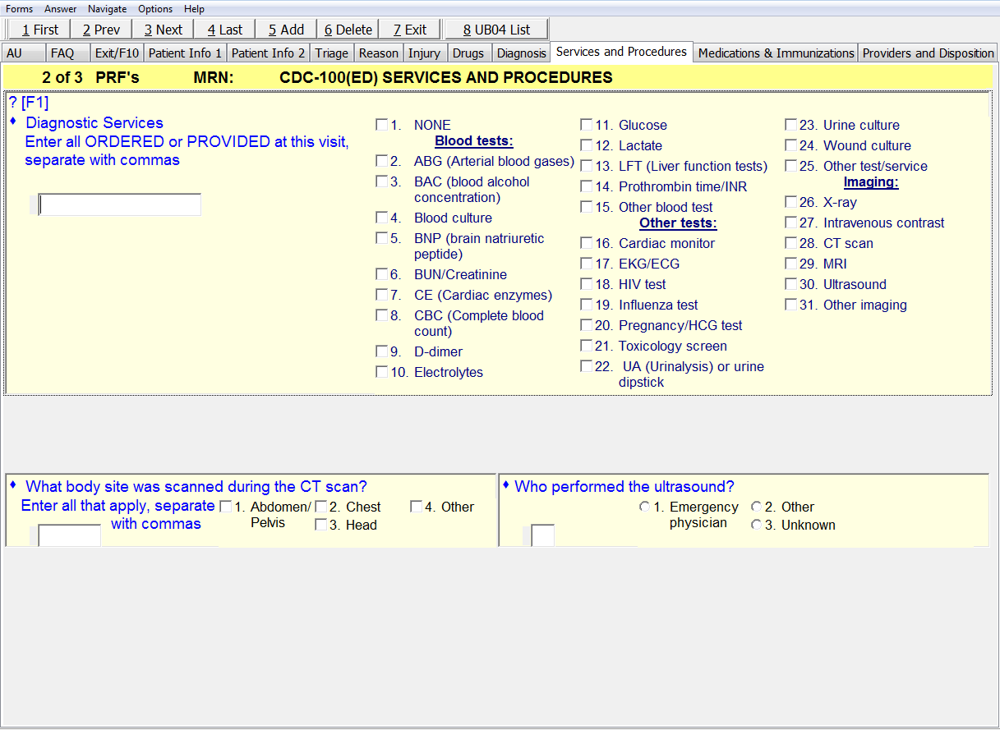 Forms Answer Navigate Options Help
1 First 2 Prev 3 Next 4 Last 5 Add 6 Delete 7 Exit 8 UB04 List
AU FAQ Exit/F10 Patient Info 1 Patient Info 2 Triage Reason Injury Drugs Diagnosis Services and Procedures Medications & Immunizations Providers and Disposition
2 of 3 PRF's MRN: CDC-100(ED) SERVICES AND PROCEDURES
? [F1]
Diagnostic Services
Enter all ORDERED or PROVIDED at this visit,
separate with commas
1. NONE
Blood tests:
2. ABG (Arterial blood gases)
3. BAC (blood alcohol
concentration)
4. Blood culture
5. BNP (brain natriuretic
peptide)
6. BUN/Creatinine
7. CE (Cardiac enzymes)
8. CBC (Complete blood
count)
9. D-dimer
10. Electrolytes
11. Glucose
12. Lactate
13. LFT (Liver function tests)
14. Prothrombin time/INR
15. Other blood test
Other tests:
16. Cardiac monitor
17. EKG/ECG
18. HIV test
19. Influenza test
20. Pregnancy/HCG test
21. Toxicology screen
22. UA (Urinalysis) or urine
dipstick
23. Urine culture
24. Wound culture
25. Other test/service
Imaging:
26. X-ray
27. Intravenous contrast
28. CT scan
29. MRI
30. Ultrasound
31. Other imaging
What body site was scanned during the CT scan?
Enter all that apply, separate
with commas
1. Abdomen/
Pelvis
2. Chest
3. Head
4. Other
Who performed the ultrasound?
1. Emergency
physician
2. Other
3. Unknown